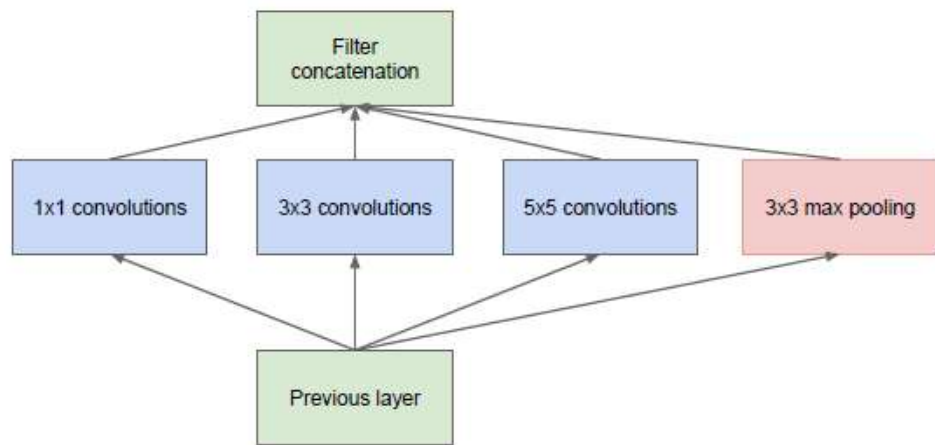 Filter
concatenation
1x1 convolutions
3x3 convolutions
5x5 convolutions
3x3 max pooling
Previous layer